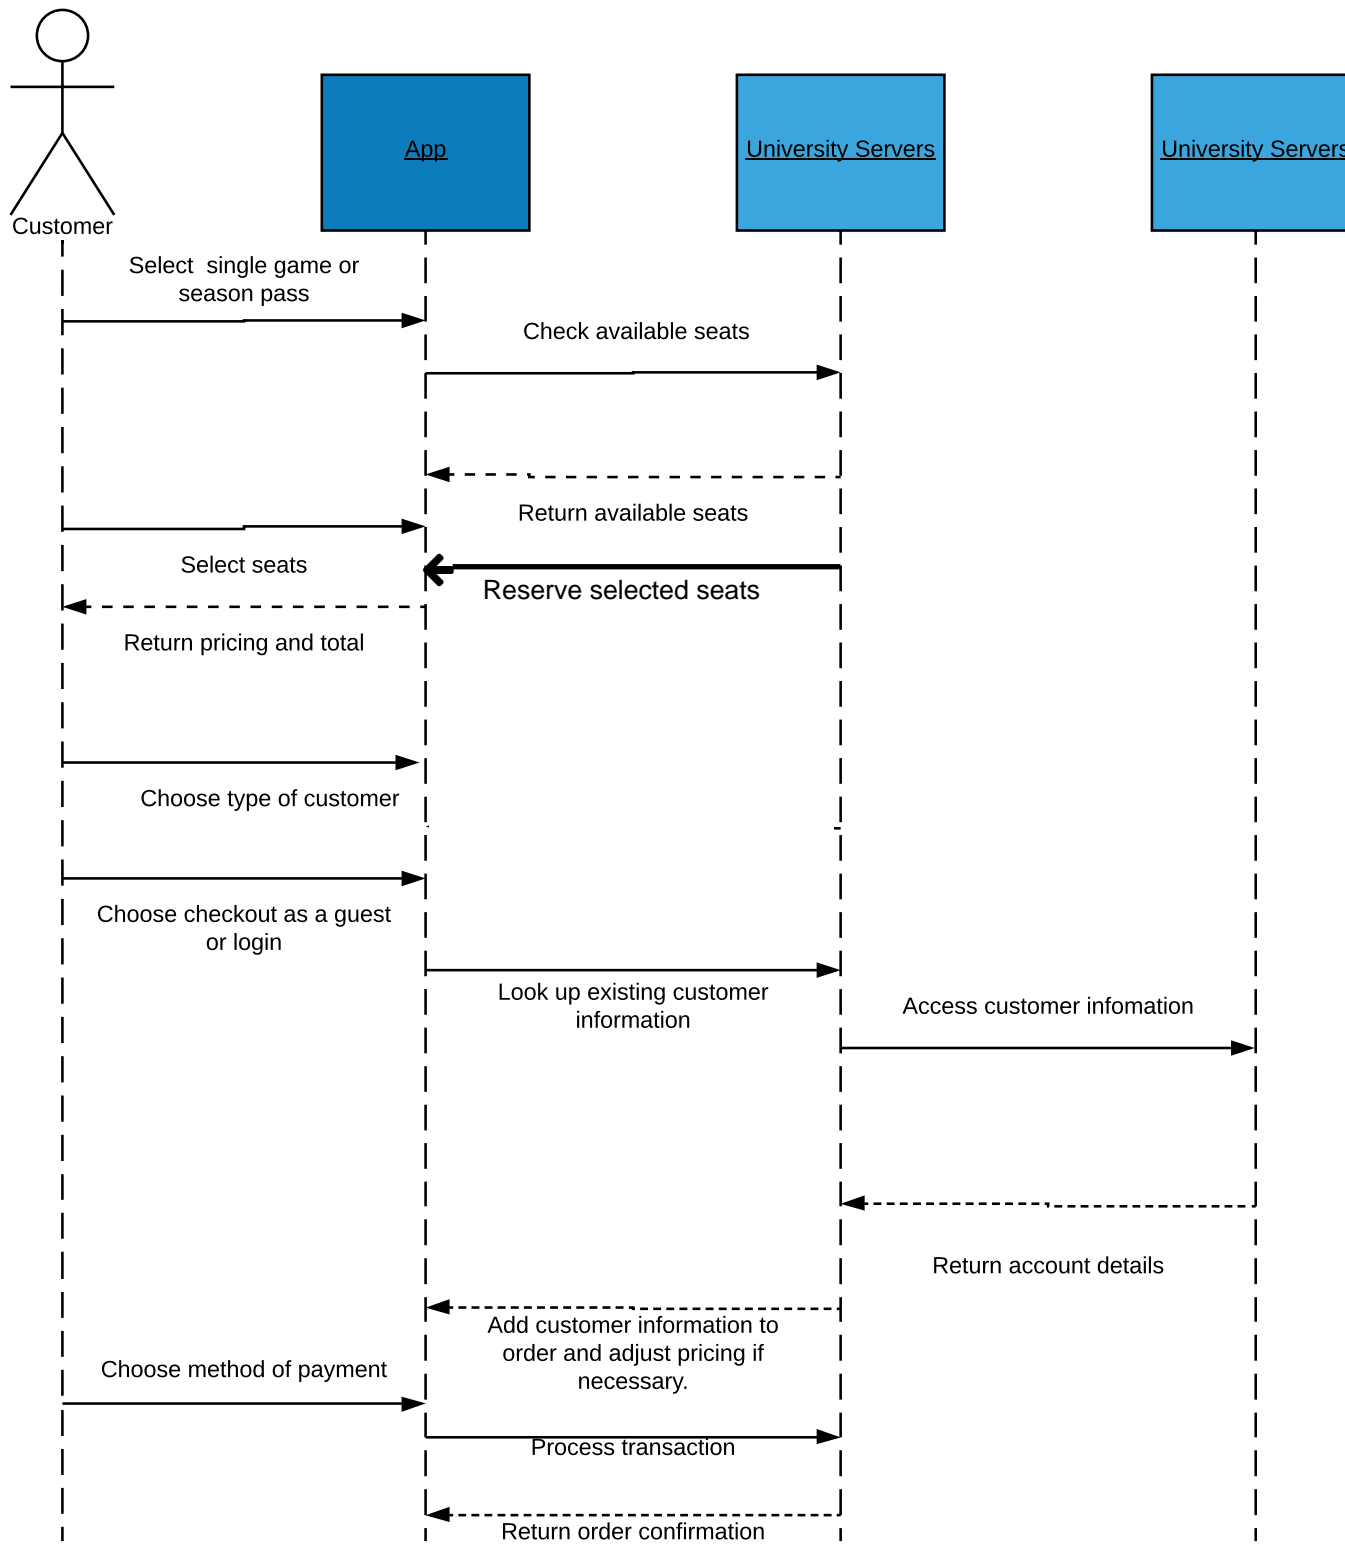 App
University Servers
University Servers
Customer
Select  single game or
season pass
Check available seats
Return available seats
Select seats
Reserve selected seats
Return pricing and total
Choose type of customer
Choose checkout as a guest
or login
Look up existing customer
information
Access customer infomation
Return account details
Add customer information to
order and adjust pricing if
necessary.
Choose method of payment
Process transaction
Return order confirmation